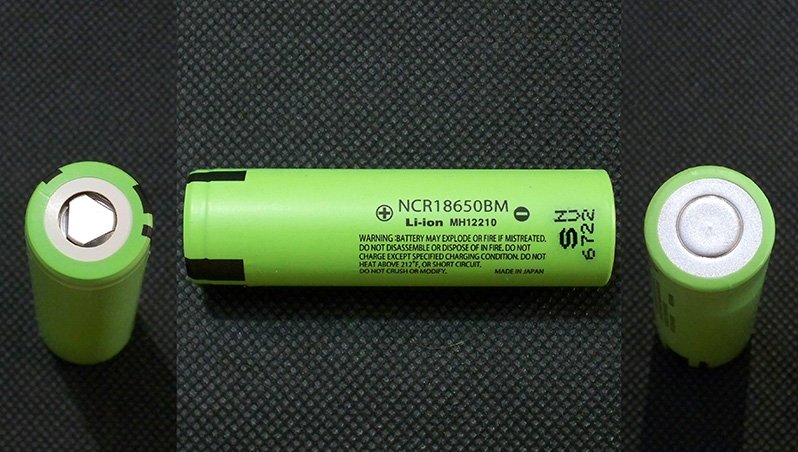 NCR18650BM
Li-ion MH12210
WARNING:BATTERY MAY EXPLODE OR FIRE IF MISTREATED.
DO NOT DISASSEMBLE OR DISPOSE OF IN FIRE. DO NOT
CHARGE EXCEPT SPECIFIED CHARGING CONDITION. DO NOT
HEAT ABOVE 212°F, OR SHORT CIRCUIT.
DO NOT CRUSH OR MODIFY. MADE IN JAPAN
6722